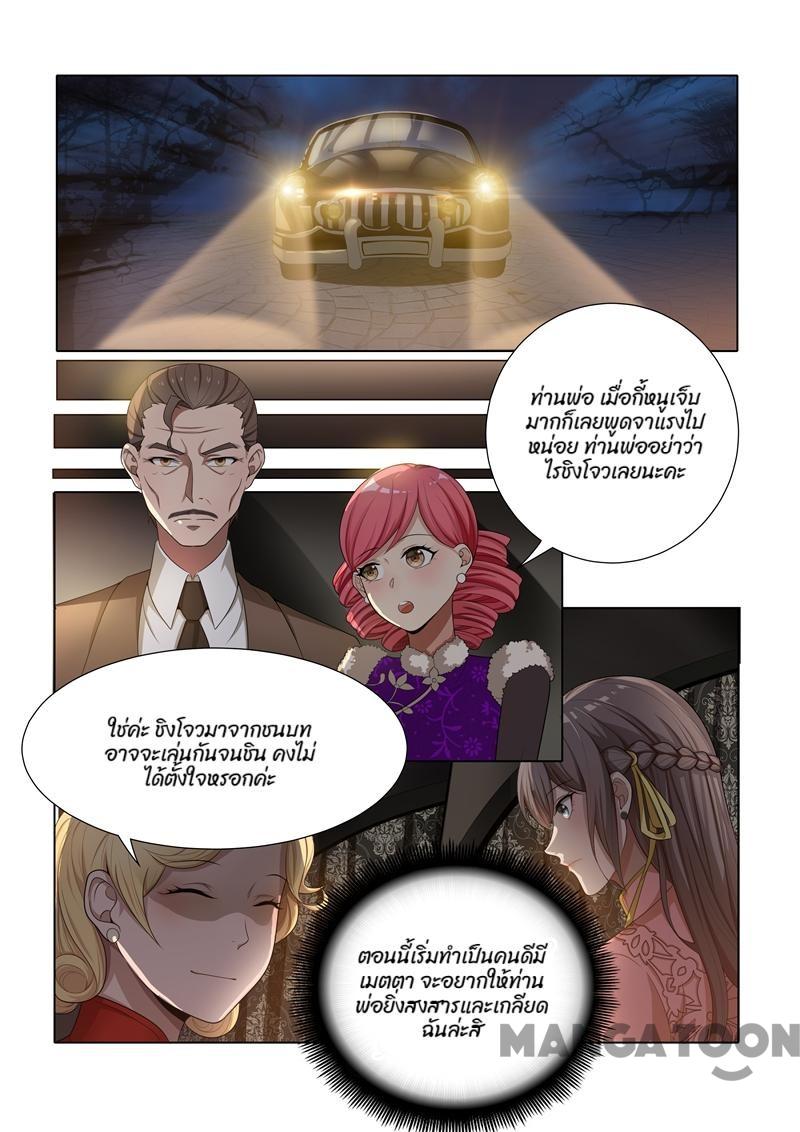 ท่านพ่อ เมื่อกี้หนูเจ็บ
มากก็เลยพูดจาแรงไป
หน่อย ท่านพ่ออย่าว่า
ไรชิงโจวเลยนะคะ
ใช่ค่ะ ชิงโจวมาจากชนบท
อาจจะเล่นกันจนชิน คงไม่
ได้ตั้งใจหรอกค่ะ
ตอนนี้เริ่มทำเป็นคนดีมี
เมตตา จะอยากให้ท่าน
พ่อยิ่งสงสารและเกลียด
ฉันล่ะสิ
MANGATOON